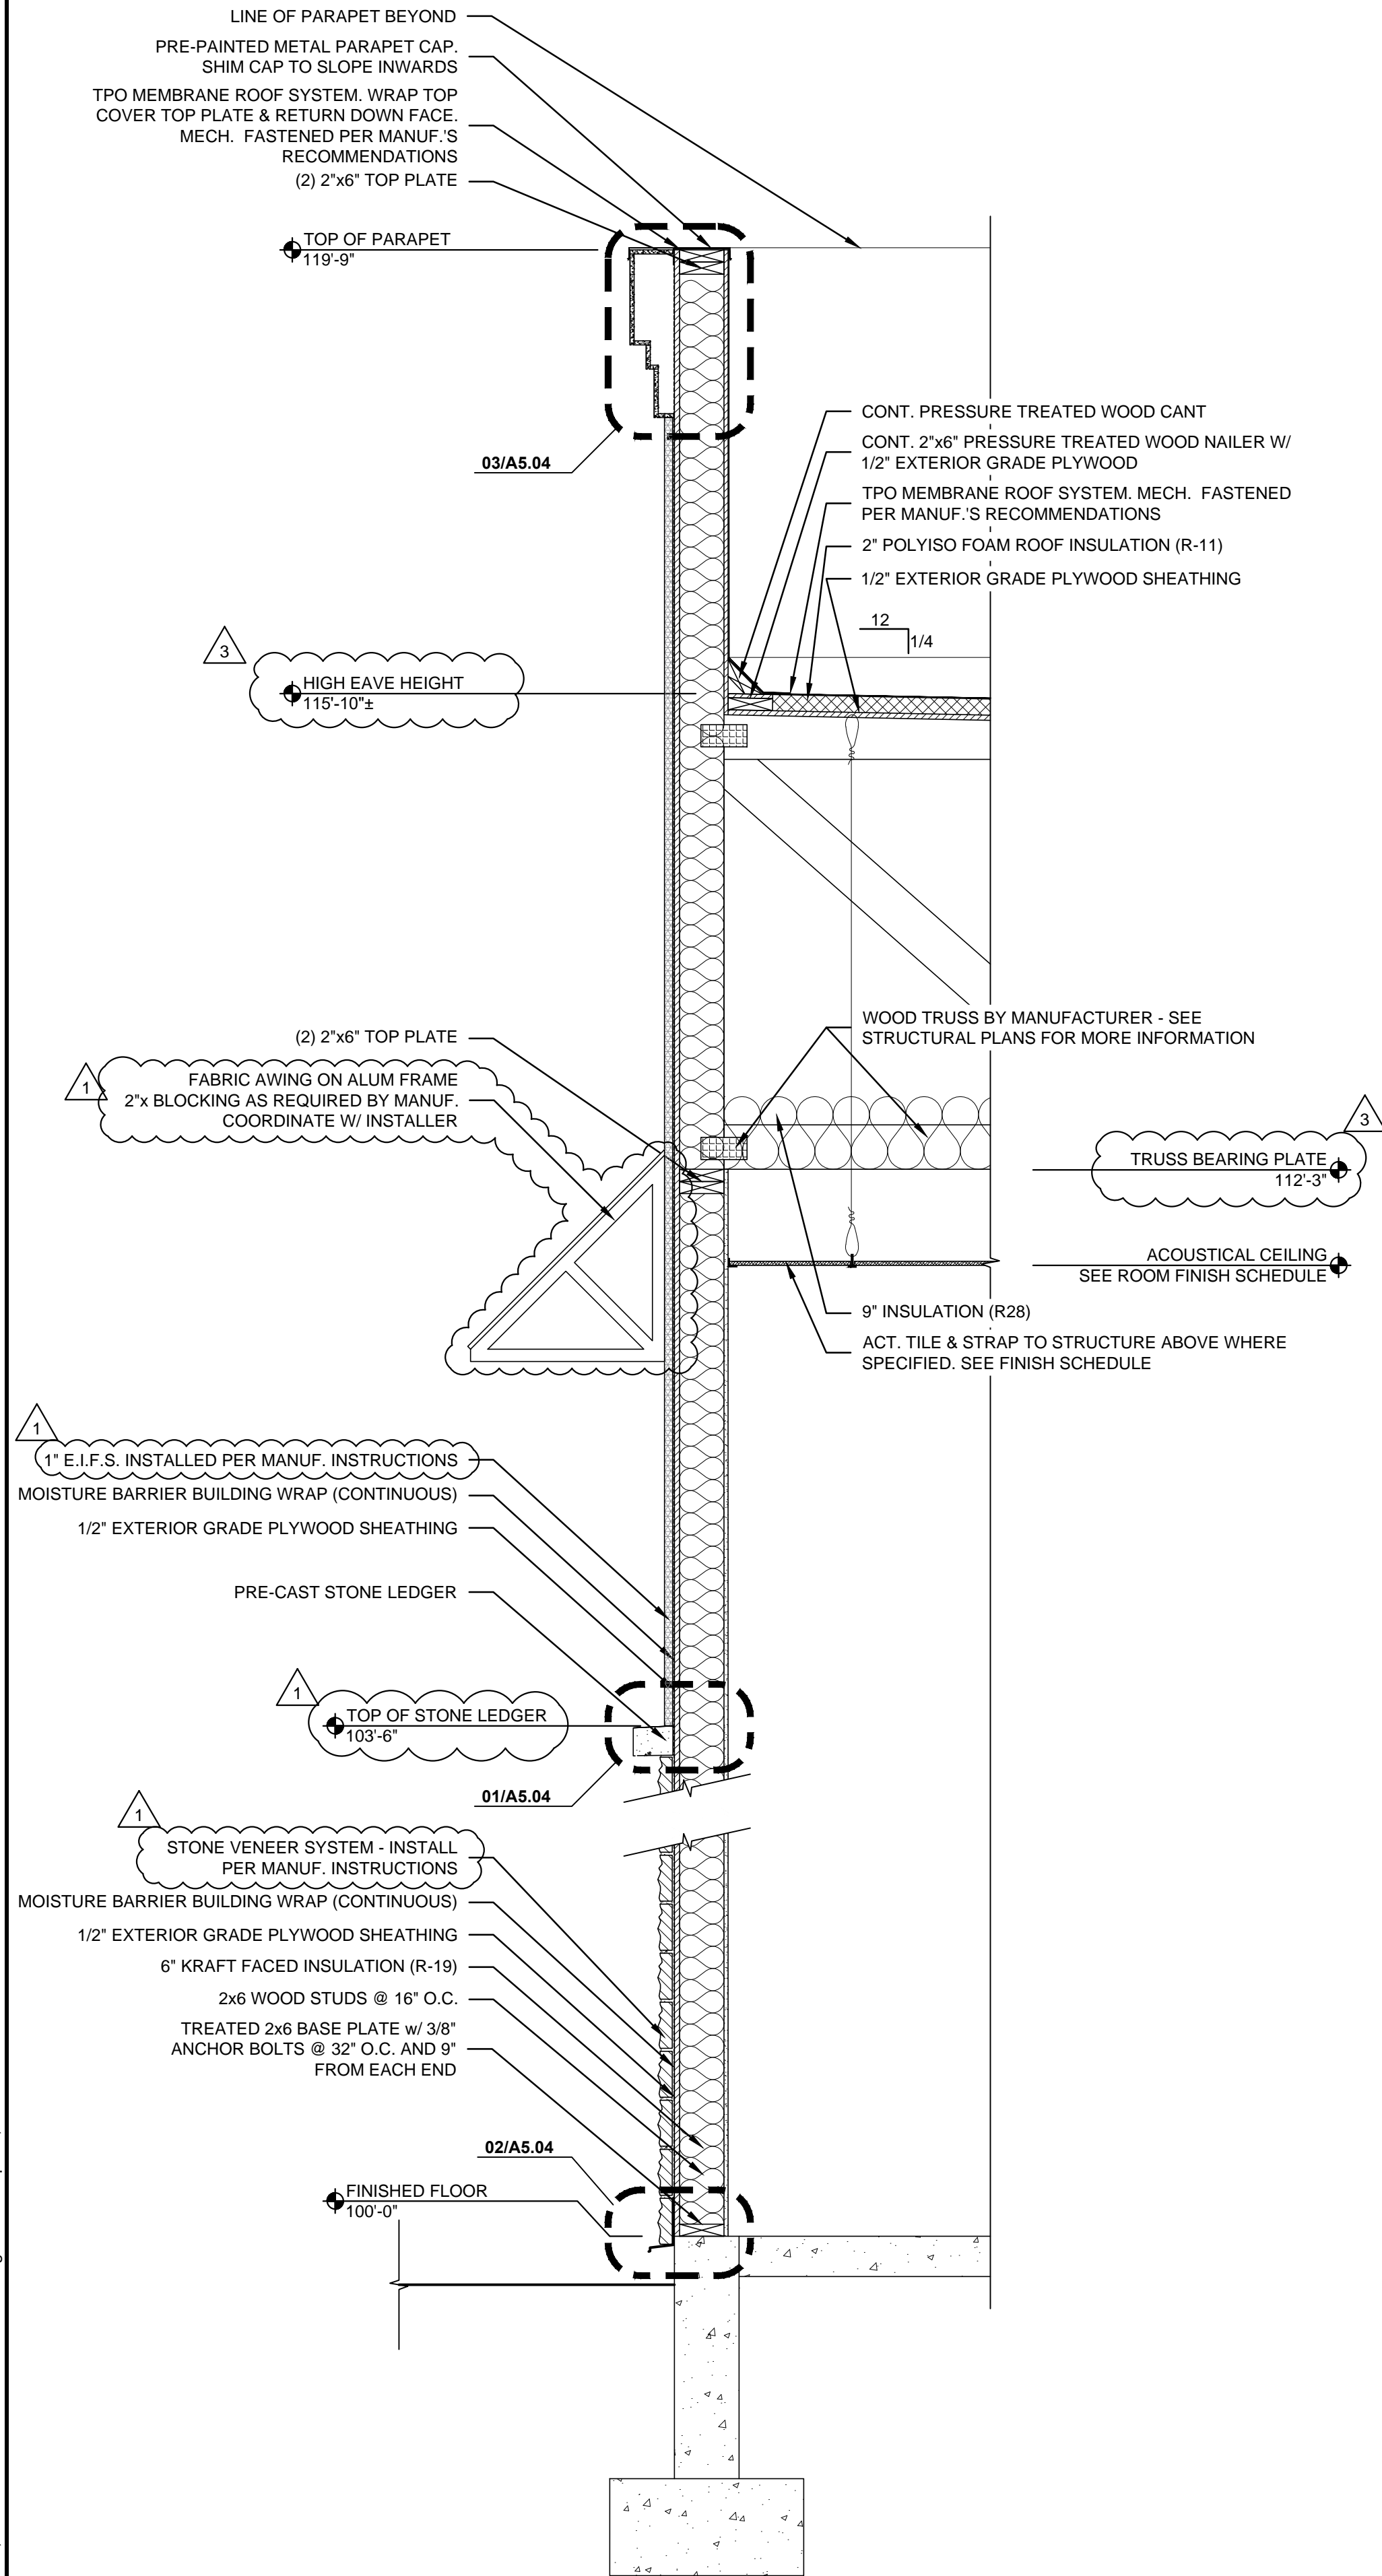 LINE OF PARAPET BEYOND
PRE-PAINTED METAL PARAPET CAP.
SHIM CAP TO SLOPE INWARDS
TPO MEMBRANE ROOF SYSTEM. WRAP TOP
COVER TOP PLATE & RETURN DOWN FACE.
MECH. FASTENED PER MANUF.'S
RECOMMENDATIONS
(2) 2"x6" TOP PLATE
TOP OF PARAPET
119'-9"
03/A5.04
CONT. PRESSURE TREATED WOOD CANT
CONT. 2"x6" PRESSURE TREATED WOOD NAILER W/
1/2" EXTERIOR GRADE PLYWOOD
TPO MEMBRANE ROOF SYSTEM. MECH. FASTENED
PER MANUF.'S RECOMMENDATIONS
2" POLYISO FOAM ROOF INSULATION (R-11)
1/2" EXTERIOR GRADE PLYWOOD SHEATHING
12
1/4
3
HIGH EAVE HEIGHT
115'-10"±
WOOD TRUSS BY MANUFACTURER - SEE
STRUCTURAL PLANS FOR MORE INFORMATION
(2) 2"x6" TOP PLATE
1
FABRIC AWING ON ALUM FRAME
2"x BLOCKING AS REQUIRED BY MANUF.
COORDINATE W/ INSTALLER
3
TRUSS BEARING PLATE
112'-3"
ACOUSTICAL CEILING
SEE ROOM FINISH SCHEDULE
9" INSULATION (R28)
ACT. TILE & STRAP TO STRUCTURE ABOVE WHERE
SPECIFIED. SEE FINISH SCHEDULE
1
1" E.I.F.S. INSTALLED PER MANUF. INSTRUCTIONS
MOISTURE BARRIER BUILDING WRAP (CONTINUOUS)
1/2" EXTERIOR GRADE PLYWOOD SHEATHING
PRE-CAST STONE LEDGER
1
TOP OF STONE LEDGER
103'-6"
01/A5.04
1
STONE VENEER SYSTEM - INSTALL
PER MANUF. INSTRUCTIONS
MOISTURE BARRIER BUILDING WRAP (CONTINUOUS)
1/2" EXTERIOR GRADE PLYWOOD SHEATHING
6" KRAFT FACED INSULATION (R-19)
2x6 WOOD STUDS @ 16" O.C.
TREATED 2x6 BASE PLATE w/ 3/8"
ANCHOR BOLTS @ 32" O.C. AND 9"
FROM EACH END
02/A5.04
FINISHED FLOOR
100'-0"